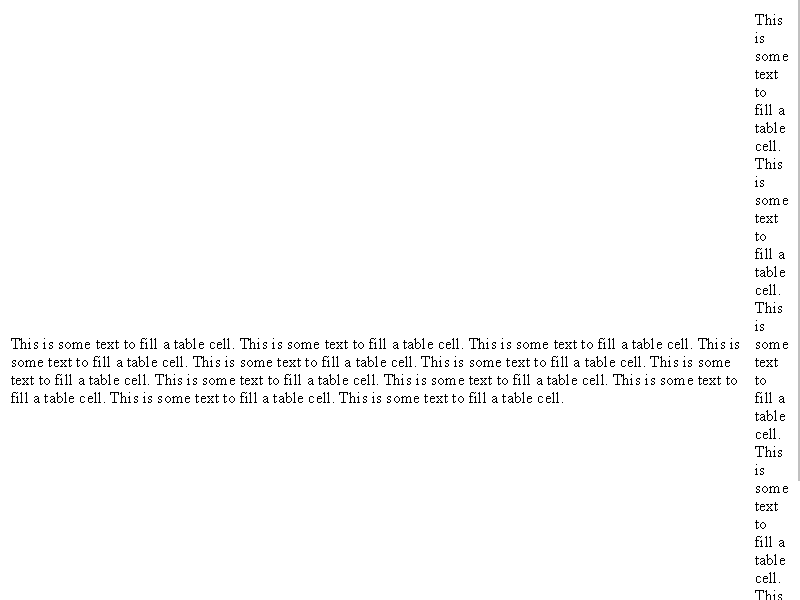 This is some text to fill a table cell. This is some text to fill a table cell. This is some text to fill a table cell. This is
some text to fill a table cell. This is some text to fill a table cell. This is some text to fill a table cell. This is some
text to fill a table cell. This is some text to fill a table cell. This is some text to fill a table cell. This is some text to
fill a table cell. This is some text to fill a table cell. This is some text to fill a table cell.
This
is
some
text
to
fill a
table
cell.
This
is
some
text
to
fill a
table
cell.
This
is
some
text
to
fill a
table
cell.
This
is
some
text
to
fill a
table
cell.
This